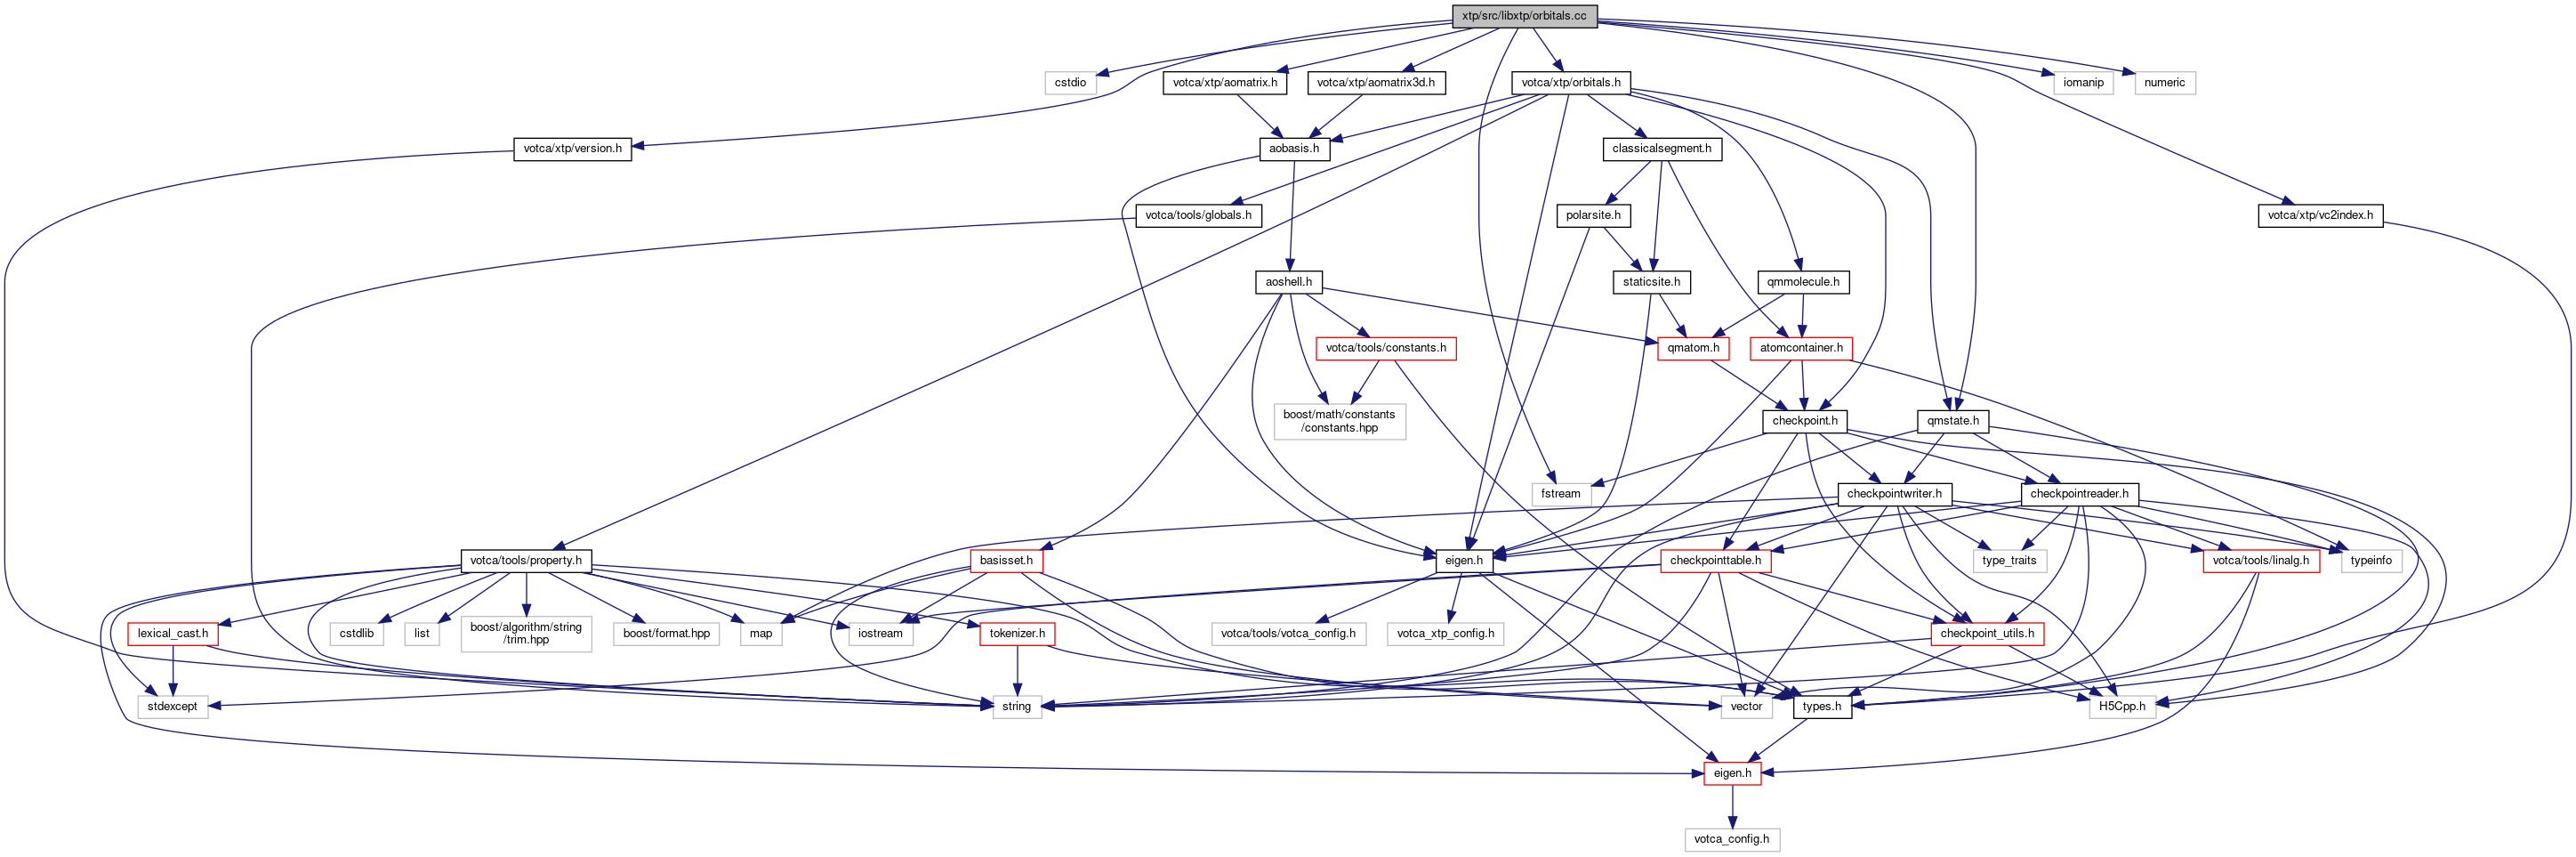 xtp/src/libxtp/orbitals.cc
cstdio
votca/xtp/aomatrix.h
votca/xtp/aomatrix3d.h
votca/xtp/orbitals.h
iomanip
numeric
votca/xtp/version.h
aobasis.h
classicalsegment.h
votca/tools/globals.h
polarsite.h
votca/xtp/vc2index.h
aoshell.h
staticsite.h
qmmolecule.h
votca/tools/constants.h
qmatom.h
atomcontainer.h
boost/math/constants
/constants.hpp
checkpoint.h
qmstate.h
fstream
checkpointwriter.h
checkpointreader.h
votca/tools/property.h
basisset.h
eigen.h
checkpointtable.h
type_traits
votca/tools/linalg.h
typeinfo
lexical_cast.h
cstdlib
list
boost/algorithm/string
/trim.hpp
boost/format.hpp
map
iostream
tokenizer.h
votca/tools/votca_config.h
votca_xtp_config.h
checkpoint_utils.h
stdexcept
string
vector
types.h
H5Cpp.h
eigen.h
votca_config.h